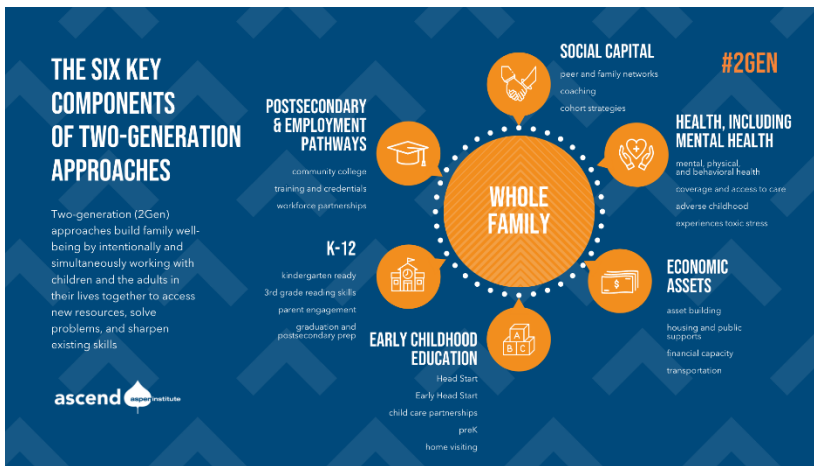 THE SIX KEY
COMPONENTS
OF TWO-GENERATION
APPROACHES
Two-generation (2Gen)
approaches build family well-
being by intentionally and
simultaneously working with
children and the adults in
their lives together to access
new resources, solve
problems, and sharpen
existing skills
ascend aspen institute
#2GEN
WHOLE
FAMILY
SOCIAL CAPITAL
peer and family networks
coaching
cohort strategies
HEALTH, INCLUDING
MENTAL HEALTH
mental, physical,
and behavioral health
coverage and access to care
adverse childhood
experiences toxic stress
ECONOMIC
ASSETS
$
asset building
housing and public
supports
financial capacity
transportation
EARLY CHILDHOOD
EDUCATION
A
B C
Head Start
Early Head Start
child care partnerships
preK
home visiting
K-12
kindergarten ready
3rd grade reading skills
parent engagement
graduation and
postsecondary prep
POSTSECONDARY
& EMPLOYMENT
PATHWAYS
community college
training and credentials
workforce partnerships